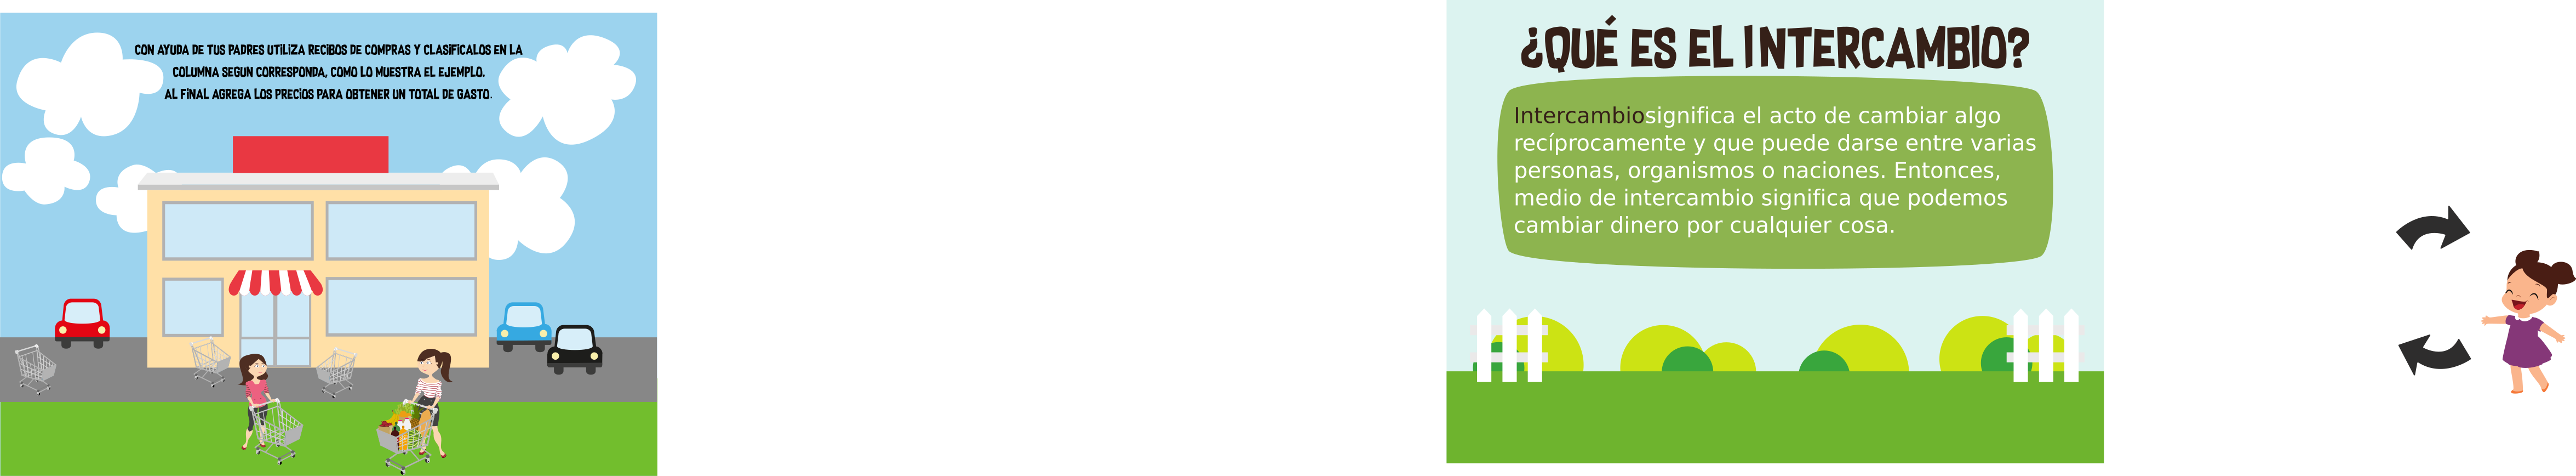 CON AYUDA DE TUS PADRES UTILIZA RECIBOS DE COMPRAS Y CLASIFICALOS EN LA
COLUMNA SEGUN CORRESPONDA, COMO LO MUESTRA EL EJEMPLO.
AL FINAL AGREGA LOS PRECIOS PARA OBTENER UN TOTAL DE GASTO.
¿QUÉ ES EL INTERCAMBIO?
Intercambiosignifica el acto de cambiar algo
recíprocamente y que puede darse entre varias
personas, organismos o naciones. Entonces,
medio de intercambio significa que podemos
cambiar dinero por cualquier cosa.